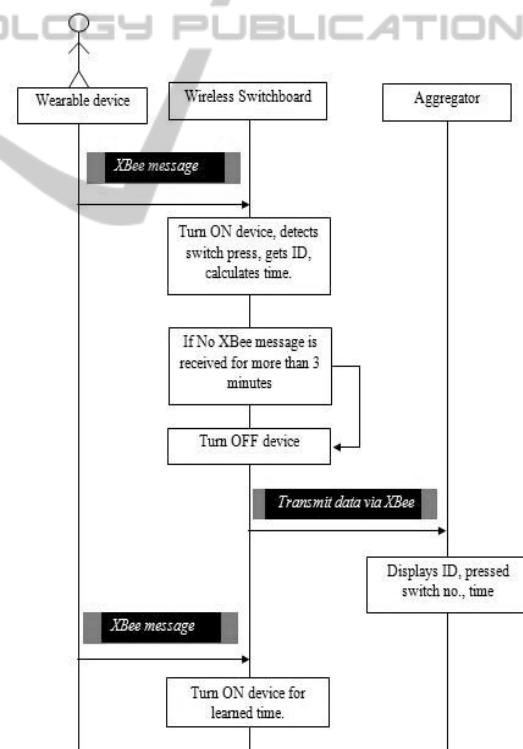 OLOGY PUBLICATION
Wearable device
Wireless Switchboard
Aggregator
XBee message
Turn ON device, detects
switch press, gets ID,
calculates time.
If No XBee message is
received for more than 3
minutes
Turn OFF device
Transmit data via XBee
Displays ID, pressed
switch no., time
XBee message
Turn ON device for
learned time.